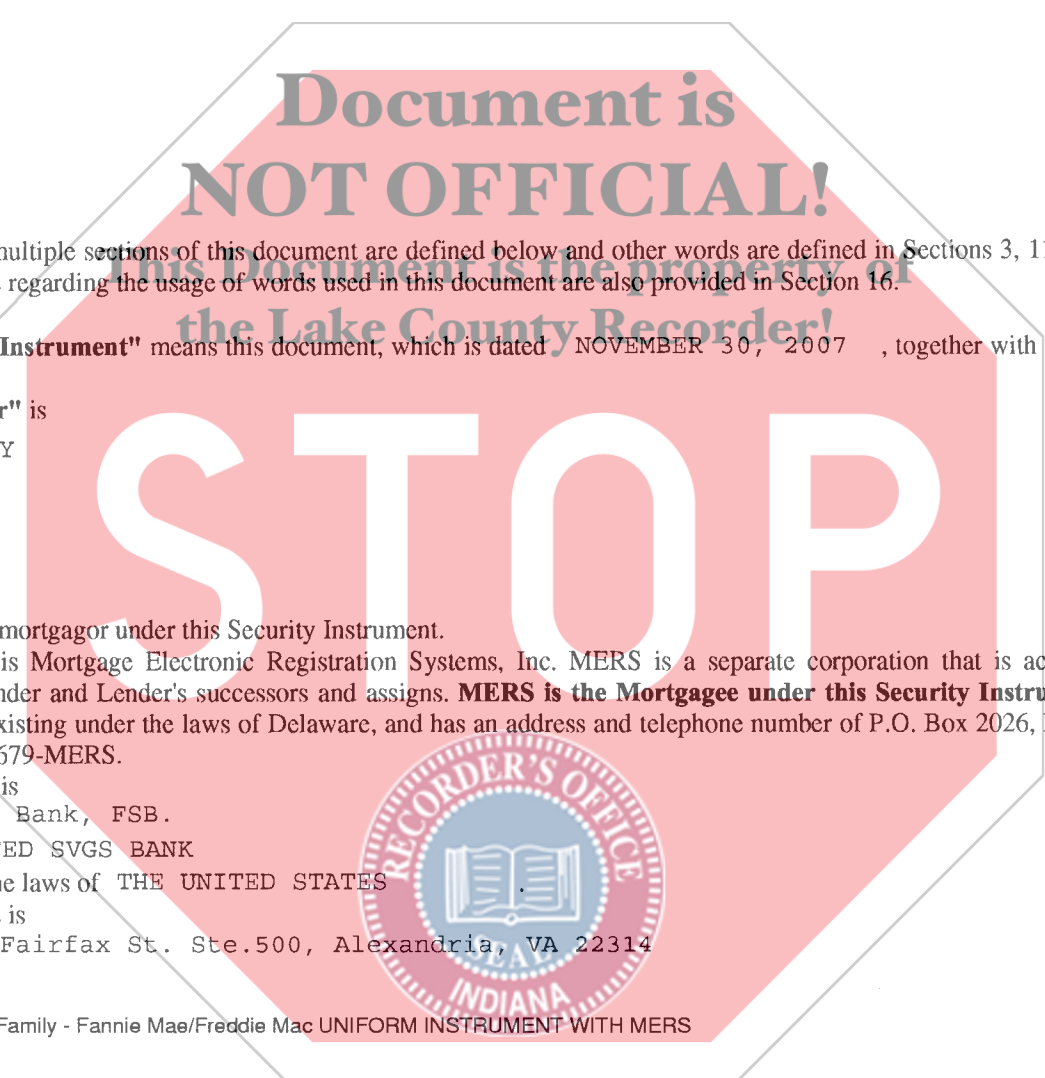 Document is
NOT OFFICIAL!
multiple sections of this document are defined below and other words are defined in Sections 3, 11
This Document is the property of
regarding the usage of words used in this document are also provided in Section 16.
the Lake County Recorder!
Instrument" means this document, which is dated NOVEMBER 30, 2007 , together with
r" is
Y
STOP
mortgagor under this Security Instrument.
is Mortgage Electronic Registration Systems, Inc. MERS is a separate corporation that is ac
nder and Lender's successors and assigns. MERS is the Mortgagee under this Security Instru
xisting under the laws of Delaware, and has an address and telephone number of P.O. Box 2026,
679-MERS.
is
Bank, FSB.
ED SVGS BANK
e laws of THE UNITED STATES .
is
Fairfax St. Ste.500, Alexandria, VA 22314
RECORDER'S OFFICE
SEAL
INDIANA
Family - Fannie Mae/Freddie Mac UNIFORM INSTRUMENT WITH MERS